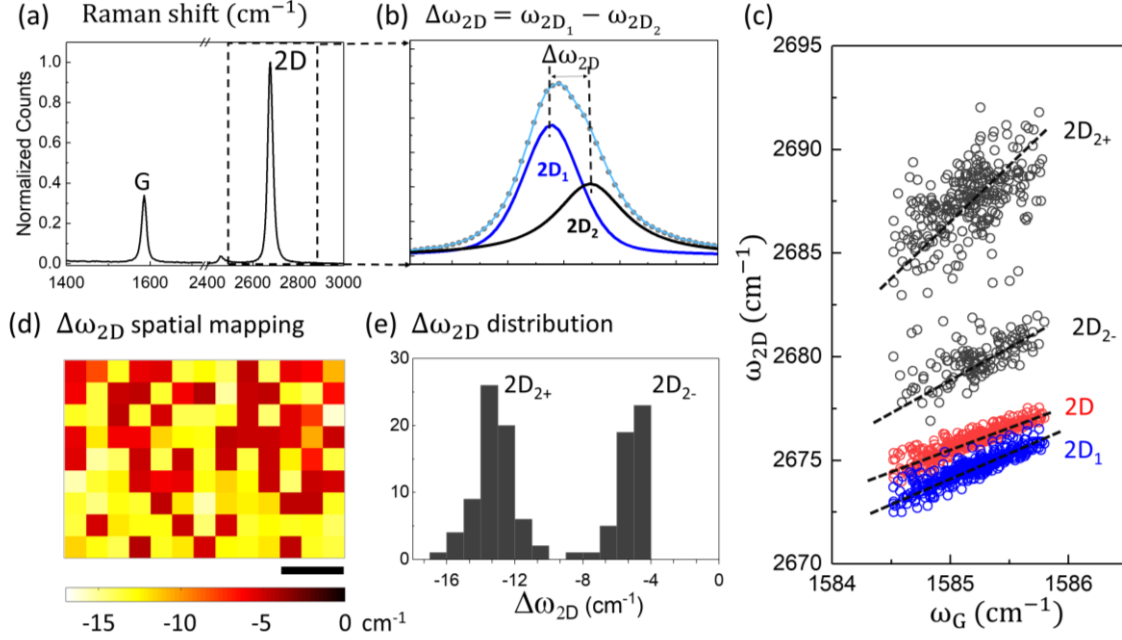 (a) Raman shift (cm⁻¹)
Normalized Counts
1.0
0.8
0.6
0.4
0.2
0.0
G
2D
1400 1600 2400 2600 2800 3000
(b) Δω2D = ω2D₁ − ω2D₂
Δω2D
2D₁
2D₂
(c)
ω2D (cm⁻¹)
2695
2690
2685
2680
2675
2670
2D₂₊
2D₂₋
2D
2D₁
1584 1585 1586
ωG (cm⁻¹)
(d) Δω2D spatial mapping
-15 -10 -5 0 cm⁻¹
(e) Δω2D distribution
30
20
10
0
2D₂₊ 2D₂₋
-16 -12 -8 -4 0
Δω2D (cm⁻¹)